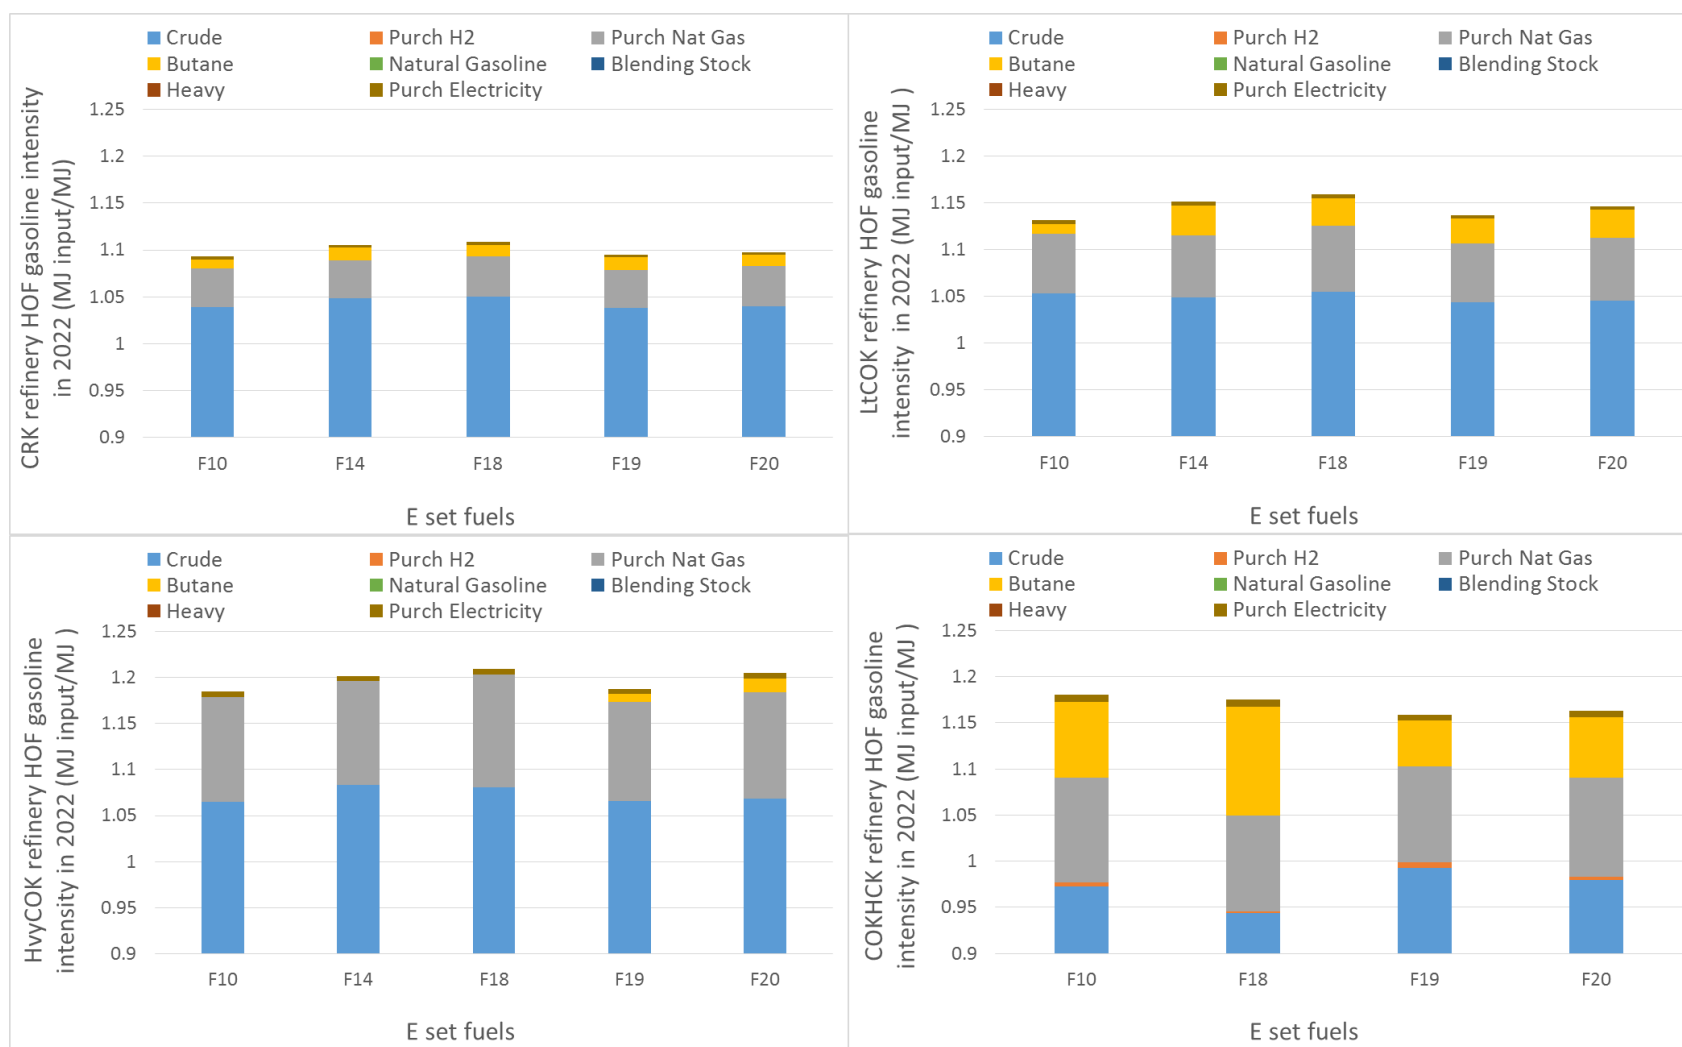 Crude Purch H2 Purch Nat Gas
Butane Natural Gasoline Blending Stock
Heavy Purch Electricity
CRK refinery HOF gasoline intensity
in 2022 (MJ input/MJ)
1.25
1.2
1.15
1.1
1.05
1
0.95
0.9
F10 F14 F18 F19 F20
E set fuels
Crude Purch H2 Purch Nat Gas
Butane Natural Gasoline Blending Stock
Heavy Purch Electricity
LtCOK refinery HOF gasoline
intensity in 2022 (MJ input/MJ )
1.25
1.2
1.15
1.1
1.05
1
0.95
0.9
F10 F14 F18 F19 F20
E set fuels
Crude Purch H2 Purch Nat Gas
Butane Natural Gasoline Blending Stock
Heavy Purch Electricity
HvyCOK refinery HOF gasoline
intensity in 2022 (MJ input/MJ )
1.25
1.2
1.15
1.1
1.05
1
0.95
0.9
F10 F14 F18 F19 F20
E set fuels
Crude Purch H2 Purch Nat Gas
Butane Natural Gasoline Blending Stock
Heavy Purch Electricity
COKHCK refinery HOF gasoline
intensity in 2022 (MJ input/MJ )
1.25
1.2
1.15
1.1
1.05
1
0.95
0.9
F10 F18 F19 F20
E set fuels